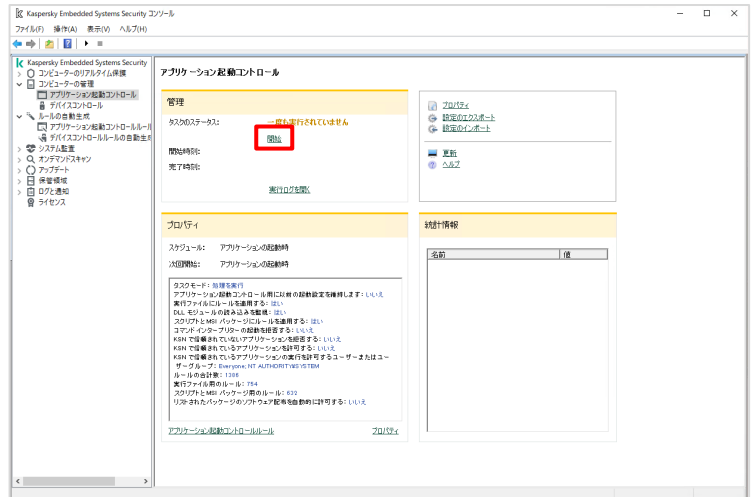 Kaspersky Embedded Systems Security コンソール
ファイル(F) 操作(A) 表示(V) ヘルプ(H)
Kaspersky Embedded Systems Security
コンピューターのリアルタイム保護
コンピューターの管理
アプリケーション起動コントロール
デバイスコントロール
ルールの自動生成
アプリケーション起動コントロールルール
デバイスコントロールルールの自動生成
システム監査
オンデマンドスキャン
アップデート
保管領域
ログと通知
ライセンス
アプリケーション起動コントロール
管理
タスクのステータス: 一度も実行されていません
開始
開始時刻:
完了時刻:
実行ログを開く
プロパティ
設定のエクスポート
設定のインポート
更新
ヘルプ
プロパティ
スケジュール: アプリケーションの起動時
次回開始: アプリケーションの起動時
タスクモード: 処理を実行
アプリケーション起動コントロール用に以前の起動設定を維持します: いいえ
実行ファイルにルールを適用する: はい
DLL モジュールの読み込みを監視: はい
スクリプトと MSI パッケージにルールを適用する: はい
コマンドインタープリターの起動を拒否する: いいえ
KSN で信頼されていないアプリケーションを拒否する: いいえ
KSN で信頼されているアプリケーションを許可する: いいえ
KSN で信頼されているアプリケーションの実行を許可するユーザーまたはユー
ザーグループ: Everyone; NT AUTHORITY¥SYSTEM
ルールの合計数: 1386
実行ファイル用のルール: 754
スクリプトと MSI パッケージ用のルール: 632
リストされたパッケージのソフトウェア配布を自動的に許可する: いいえ
アプリケーション起動コントロールルール プロパティ
統計情報
名前 値